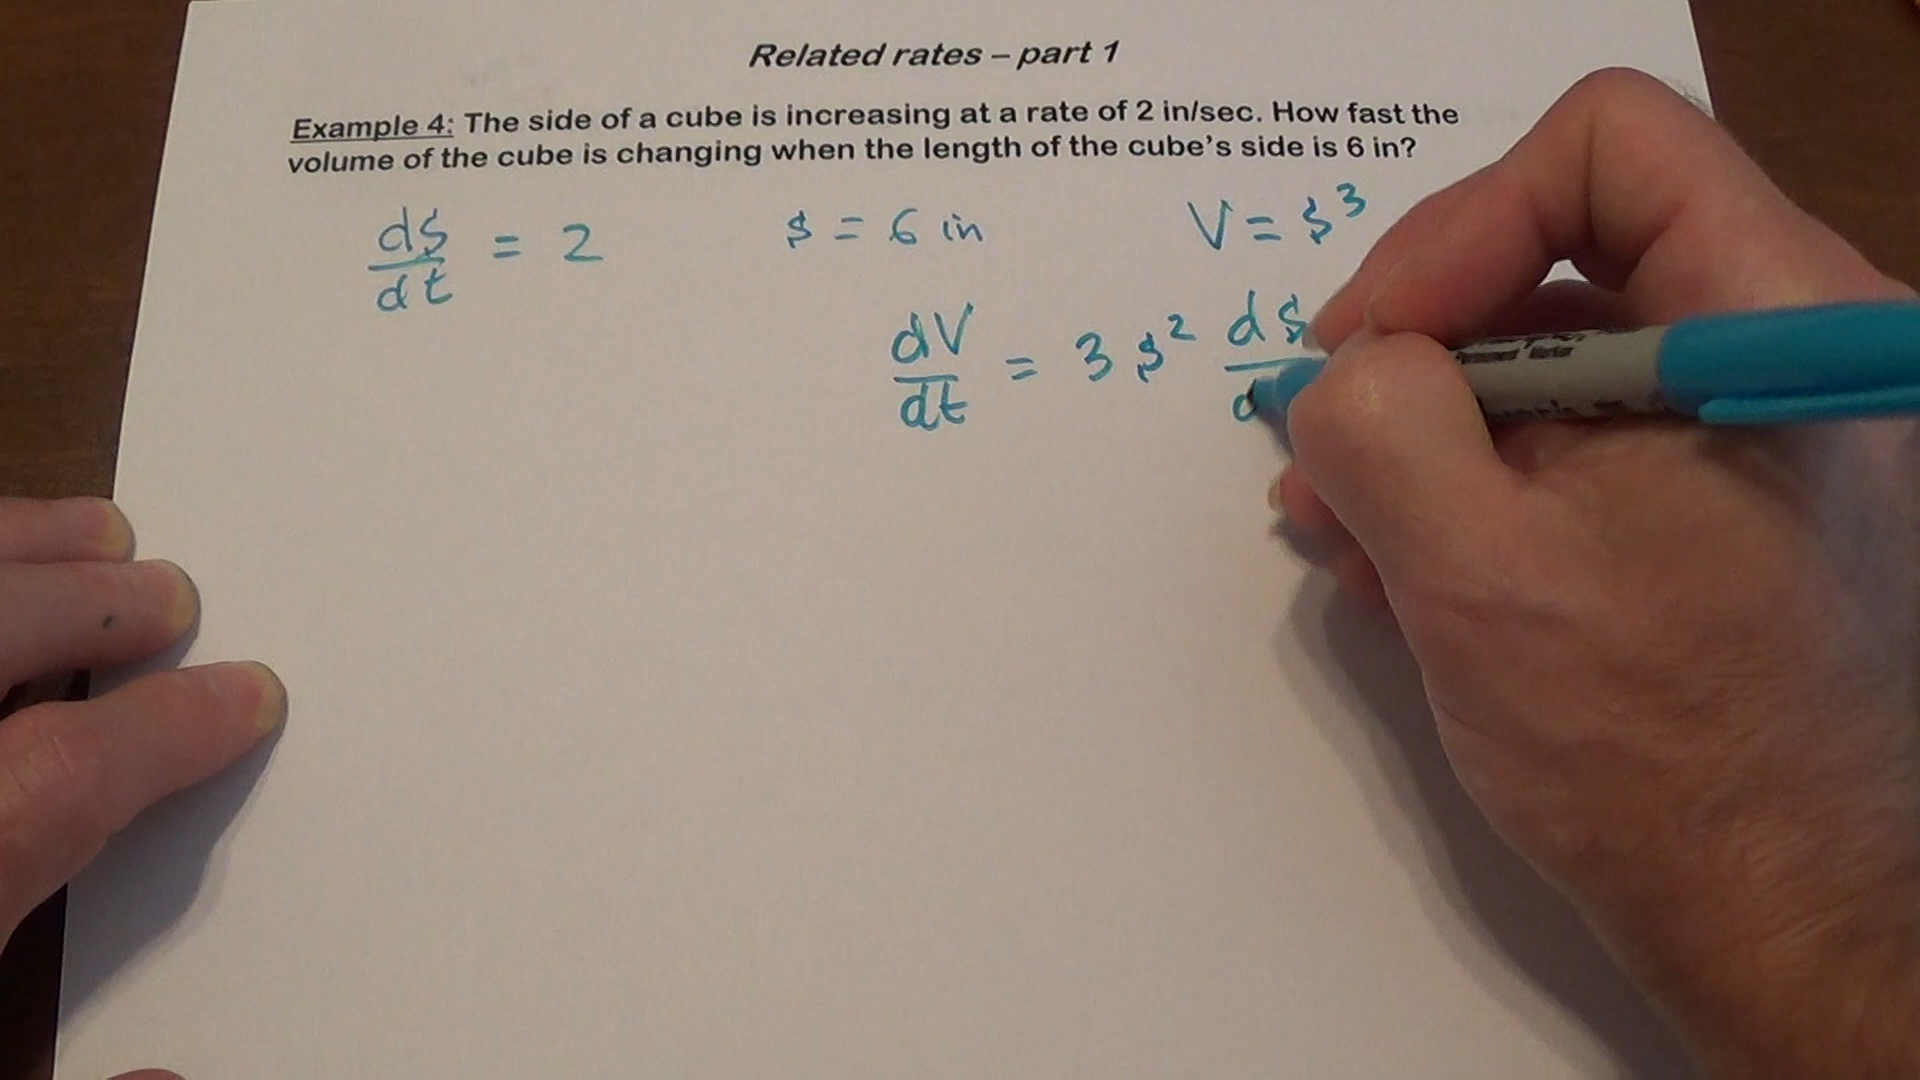 Related rates – part 1
Example 4: The side of a cube is increasing at a rate of 2 in/sec. How fast the
volume of the cube is changing when the length of the cube's side is 6 in?
ds/dt = 2 s = 6 in V = s³
dV/dt = 3 s² ds/d